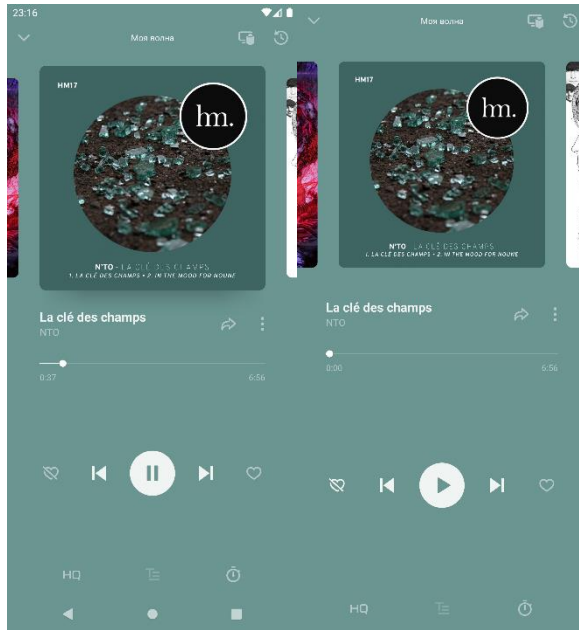 23:16
Моя волна
HM17
hm.
N'TO - LA CLÉ DES CHAMPS
1. LA CLÉ DES CHAMPS • 2. IN THE MOOD FOR NOUNE
La clé des champs
NTO
0:37
6:56
HQ
Моя волна
HM17
hm.
N'TO - LA CLÉ DES CHAMPS
1. LA CLÉ DES CHAMPS • 2. IN THE MOOD FOR NOUNE
La clé des champs
NTO
0:00
6:56
HQ